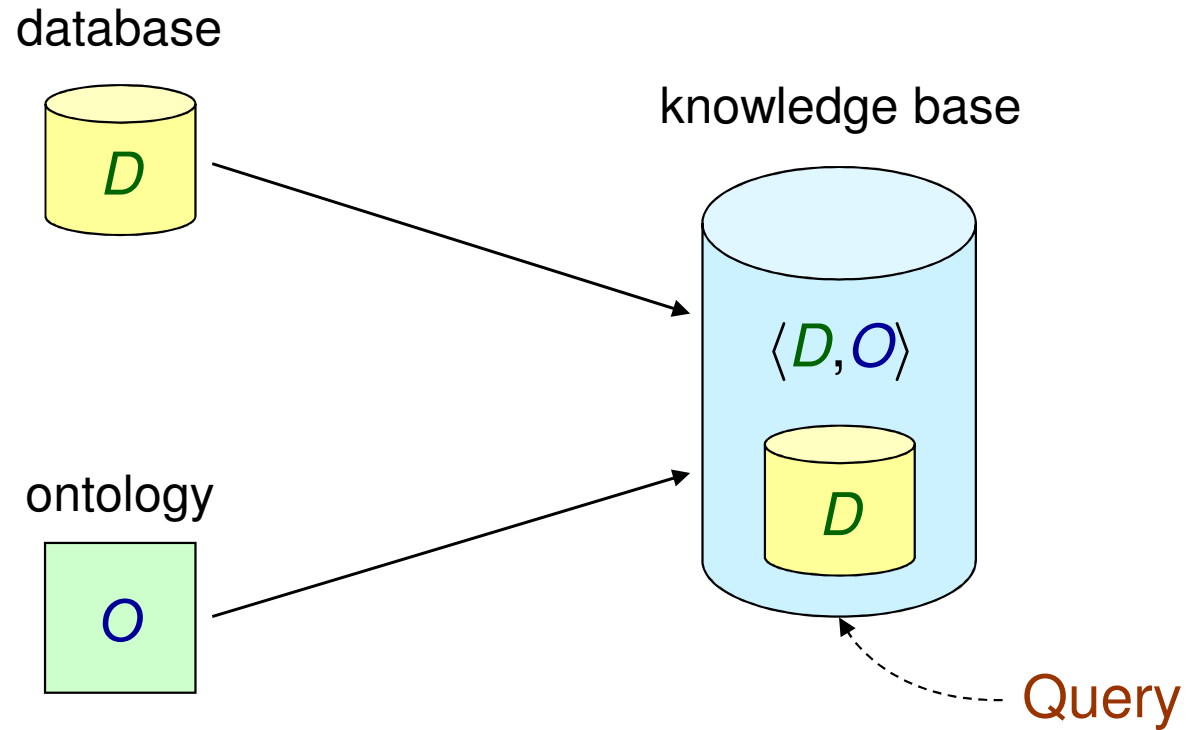 database
D
knowledge base
⟨D,O⟩
D
ontology
O
Query